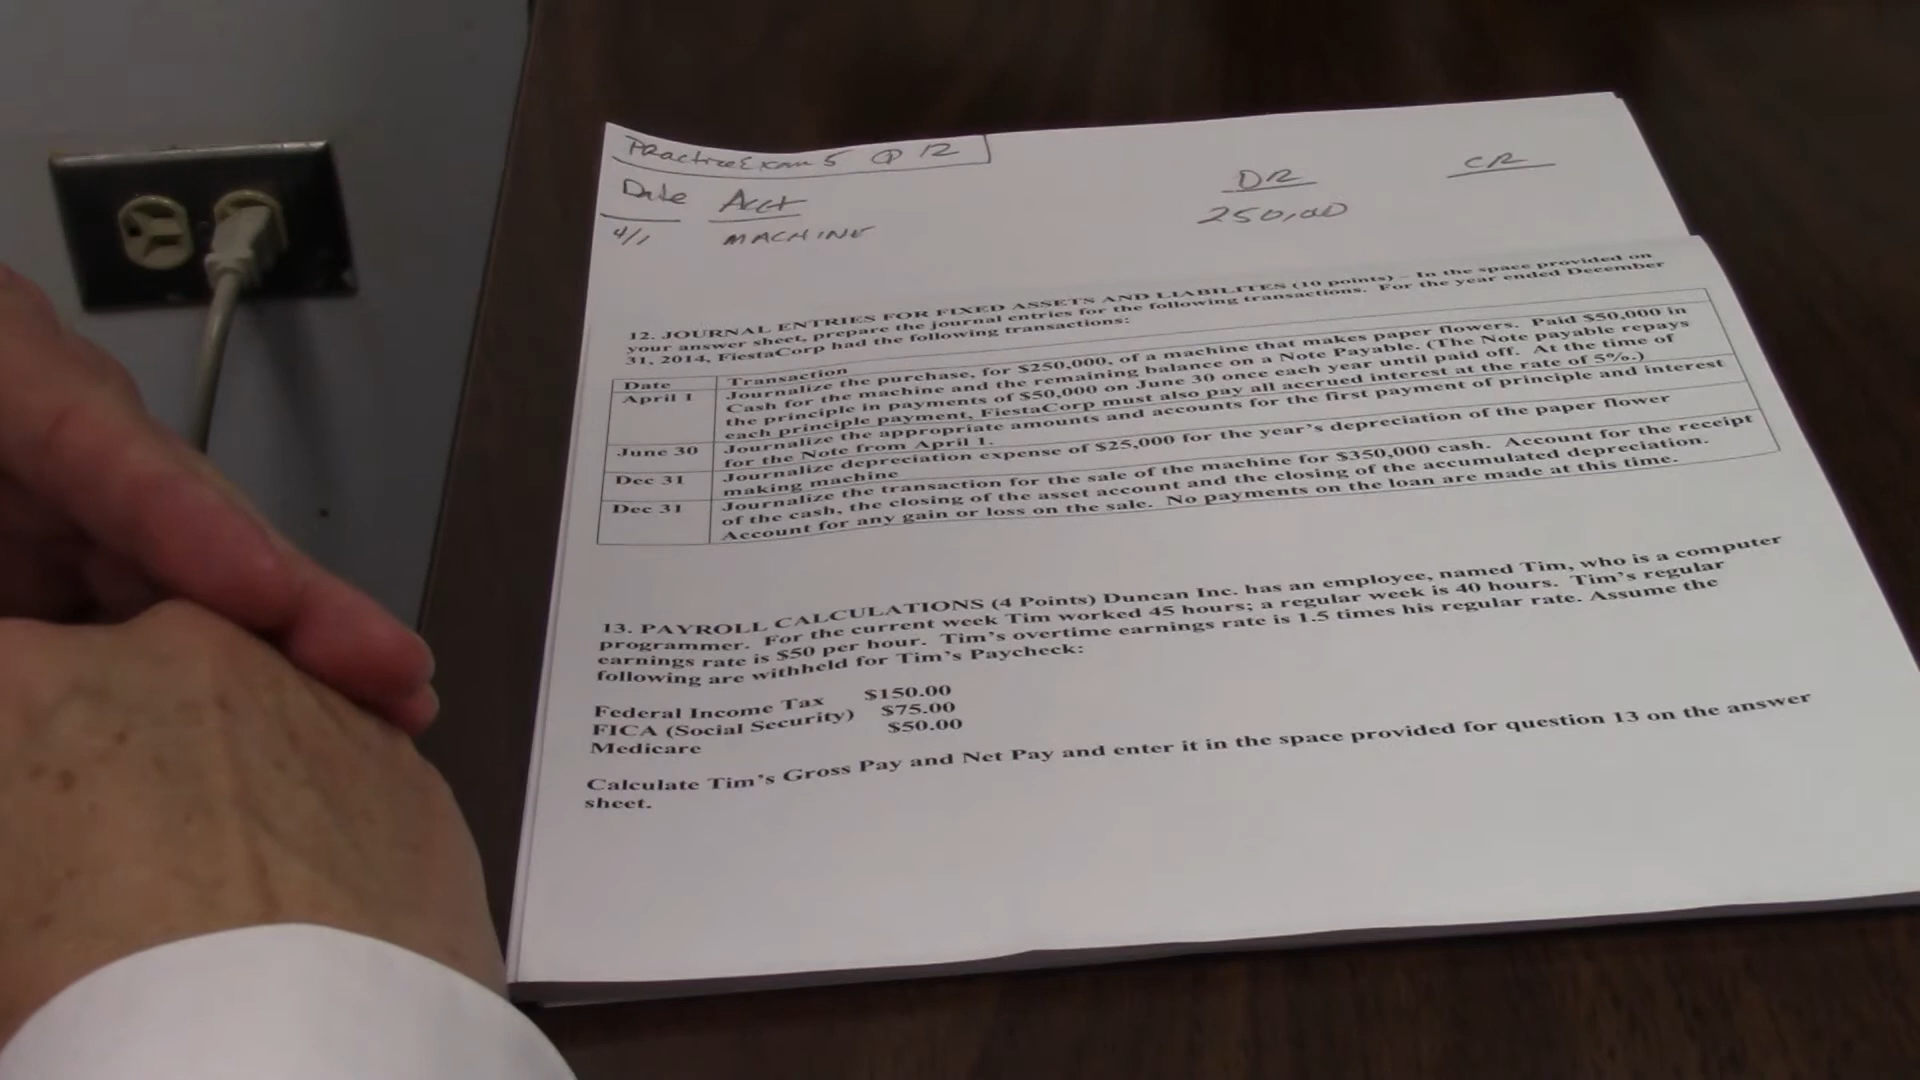 Practice Exam 5 Q 12
Date Acct DR CR
4/1 MACHINE 250,000
12. JOURNAL ENTRIES FOR FIXED ASSETS AND LIABILITES (10 points) – In the space provided on
your answer sheet, prepare the journal entries for the following transactions. For the year ended December
31, 2014, FiestaCorp had the following transactions:
Date Transaction
April 1 Journalize the purchase, for $250,000, of a machine that makes paper flowers. Paid $50,000 in
Cash for the machine and the remaining balance on a Note Payable. (The Note payable repays
the principle in payments of $50,000 on June 30 once each year until paid off. At the time of
each principle payment, FiestaCorp must also pay all accrued interest at the rate of 5%.)
June 30 Journalize the appropriate amounts and accounts for the first payment of principle and interest
for the Note from April 1.
Dec 31 Journalize depreciation expense of $25,000 for the year's depreciation of the paper flower
making machine
Dec 31 Journalize the transaction for the sale of the machine for $350,000 cash. Account for the receipt
of the cash, the closing of the asset account and the closing of the accumulated depreciation.
Account for any gain or loss on the sale. No payments on the loan are made at this time.
13. PAYROLL CALCULATIONS (4 Points) Duncan Inc. has an employee, named Tim, who is a computer
programmer. For the current week Tim worked 45 hours; a regular week is 40 hours. Tim's regular
earnings rate is $50 per hour. Tim's overtime earnings rate is 1.5 times his regular rate. Assume the
following are withheld for Tim's Paycheck:
Federal Income Tax $150.00
FICA (Social Security) $75.00
Medicare $50.00
Calculate Tim's Gross Pay and Net Pay and enter it in the space provided for question 13 on the answer
sheet.